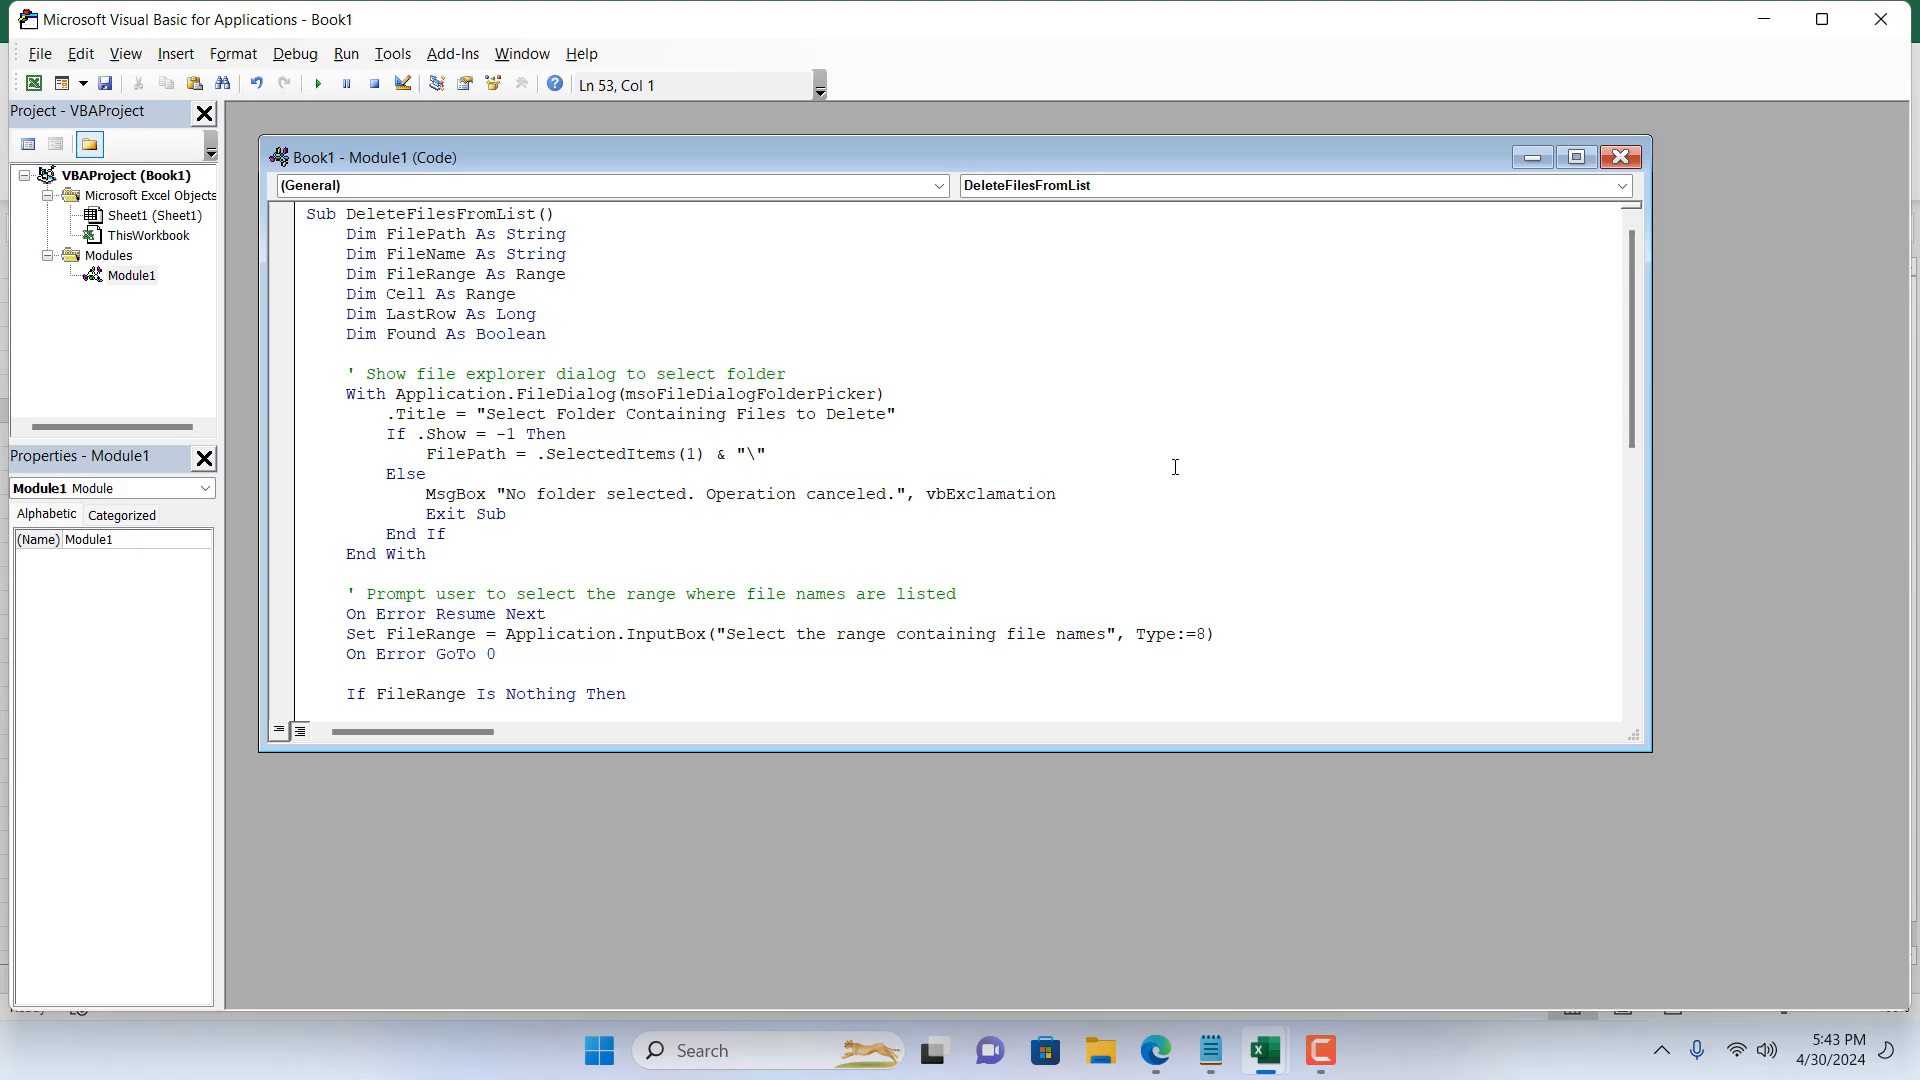 Microsoft Visual Basic for Applications - Book1
File Edit View Insert Format Debug Run Tools Add-Ins Window Help
Ln 53, Col 1
Project - VBAProject
VBAProject (Book1)
Microsoft Excel Objects
Sheet1 (Sheet1)
ThisWorkbook
Modules
Module1
Properties - Module1
Module1 Module
Alphabetic Categorized
(Name) Module1
Book1 - Module1 (Code)
(General) DeleteFilesFromList
Sub DeleteFilesFromList()
Dim FilePath As String
Dim FileName As String
Dim FileRange As Range
Dim Cell As Range
Dim LastRow As Long
Dim Found As Boolean
' Show file explorer dialog to select folder
With Application.FileDialog(msoFileDialogFolderPicker)
.Title = "Select Folder Containing Files to Delete"
If .Show = -1 Then
FilePath = .SelectedItems(1) & "\"
Else
MsgBox "No folder selected. Operation canceled.", vbExclamation
Exit Sub
End If
End With
' Prompt user to select the range where file names are listed
On Error Resume Next
Set FileRange = Application.InputBox("Select the range containing file names", Type:=8)
On Error GoTo 0
If FileRange Is Nothing Then
Search
5:43 PM
4/30/2024